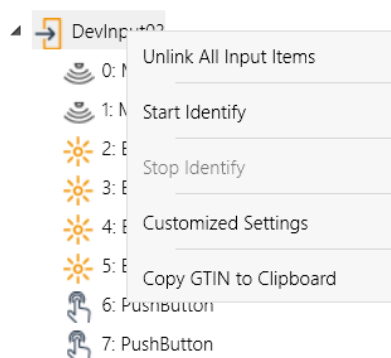 DevInput02
Unlink All Input Items
0:
1:
Start Identify
2:
Stop Identify
3:
4:
Customized Settings
5:
Copy GTIN to Clipboard
6: PushButton
7: PushButton